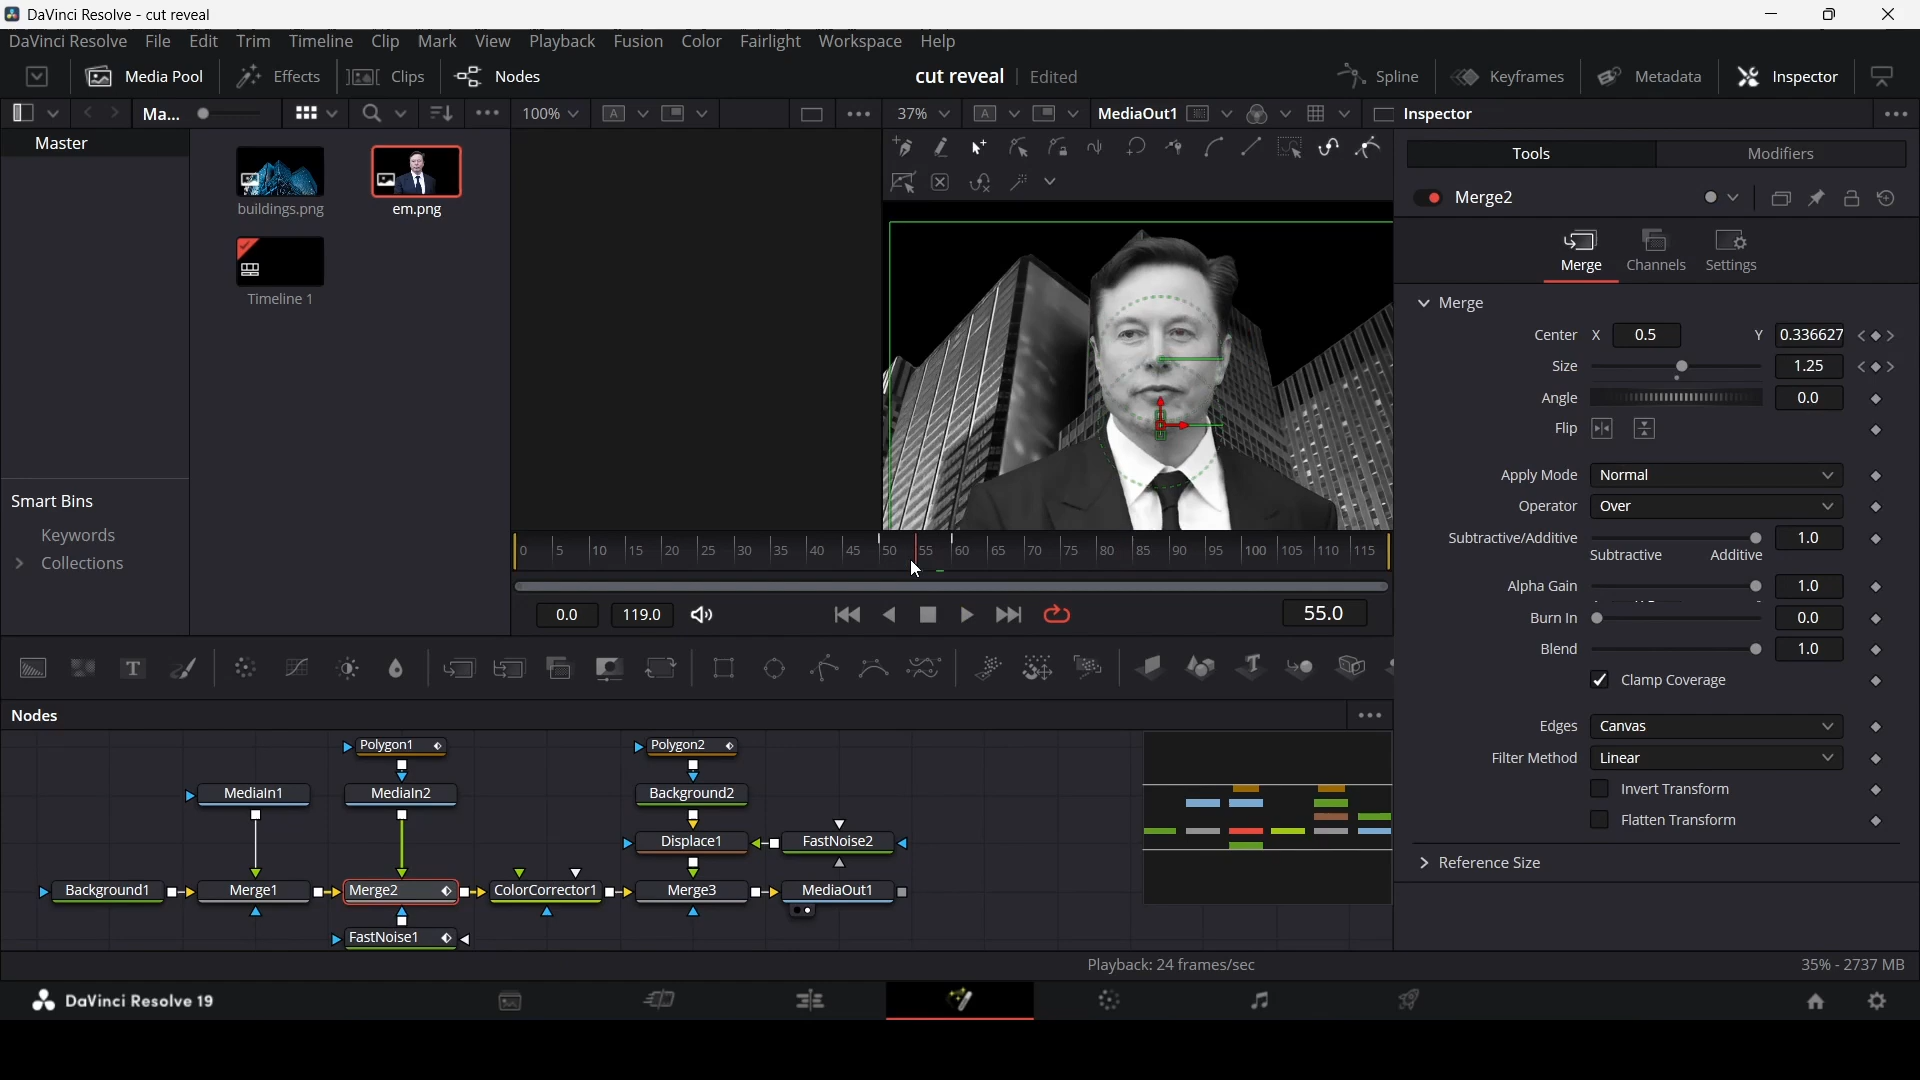 DaVinci Resolve - cut reveal
DaVinci Resolve File Edit Trim Timeline Clip Mark View Playback Fusion Color Fairlight Workspace Help
Media Pool Effects Clips Nodes cut reveal Edited Spline Keyframes Metadata Inspector
Ma... 100% A 37% A MediaOut1 Inspector
Master
buildings.png
em.png
Timeline 1
Smart Bins
Keywords
Collections
0 5 10 15 20 25 30 35 40 45 50 55 60 65 70 75 80 85 90 95 100 105 110 115
0.0 119.0 55.0
Tools Modifiers
Merge2
Merge Channels Settings
Merge
Center X 0.5 Y 0.336627
Size 1.25
Angle 0.0
Flip
Apply Mode Normal
Operator Over
Subtractive/Additive 1.0
Subtractive Additive
Alpha Gain 1.0
Burn In 0.0
Blend 1.0
Clamp Coverage
Edges Canvas
Filter Method Linear
Invert Transform
Flatten Transform
Reference Size
T T
Nodes
Polygon1 Polygon2
MediaIn1 MediaIn2 Background2
Displace1 FastNoise2
Background1 Merge1 Merge2 ColorCorrector1 Merge3 MediaOut1
FastNoise1
Playback: 24 frames/sec 35% - 2737 MB
DaVinci Resolve 19